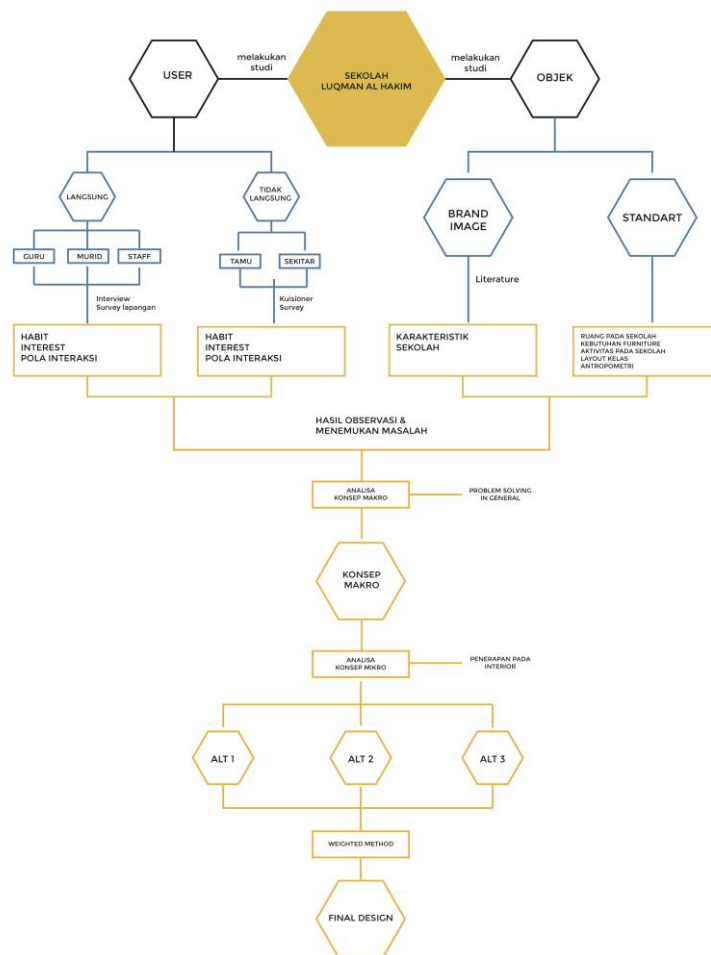 melakukan
studi
melakukan
studi
USER
SEKOLAH
LUQMAN AL HAKIM
OBJEK
LANGSUNG
TIDAK
LANGSUNG
BRAND
IMAGE
STANDART
GURU
MURID
STAFF
TAMU
SEKITAR
Interview
Survey lapangan
Kuisioner
Survey
Literature
HABIT
INTEREST
POLA INTERAKSI
HABIT
INTEREST
POLA INTERAKSI
KARAKTERISTIK
SEKOLAH
RUANG PADA SEKOLAH
KEBUTUHAN FURNITURE
AKTIVITAS PADA SEKOLAH
LAYOUT KELAS
ANTROPOMETRI
HASIL OBSERVASI &
MENEMUKAN MASALAH
ANALISA
KONSEP MAKRO
PROBLEM SOLVING
IN GENERAL
KONSEP
MAKRO
ANALISA
KONSEP MIKRO
PENERAPAN PADA
INTERIOR
ALT 1
ALT 2
ALT 3
WEIGHTED METHOD
FINAL DESIGN